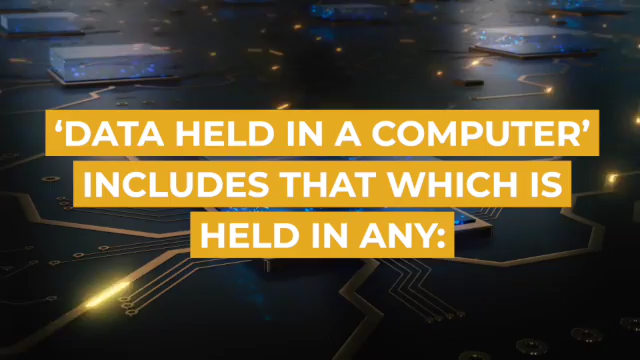 ‘DATA HELD IN A COMPUTER’
INCLUDES THAT WHICH IS
HELD IN ANY: